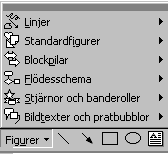 Linjer
Standardfigurer
Blockpilar
Flödesschema
Stjärnor och banderoller
Bildtexter och pratbubblor
Figurer